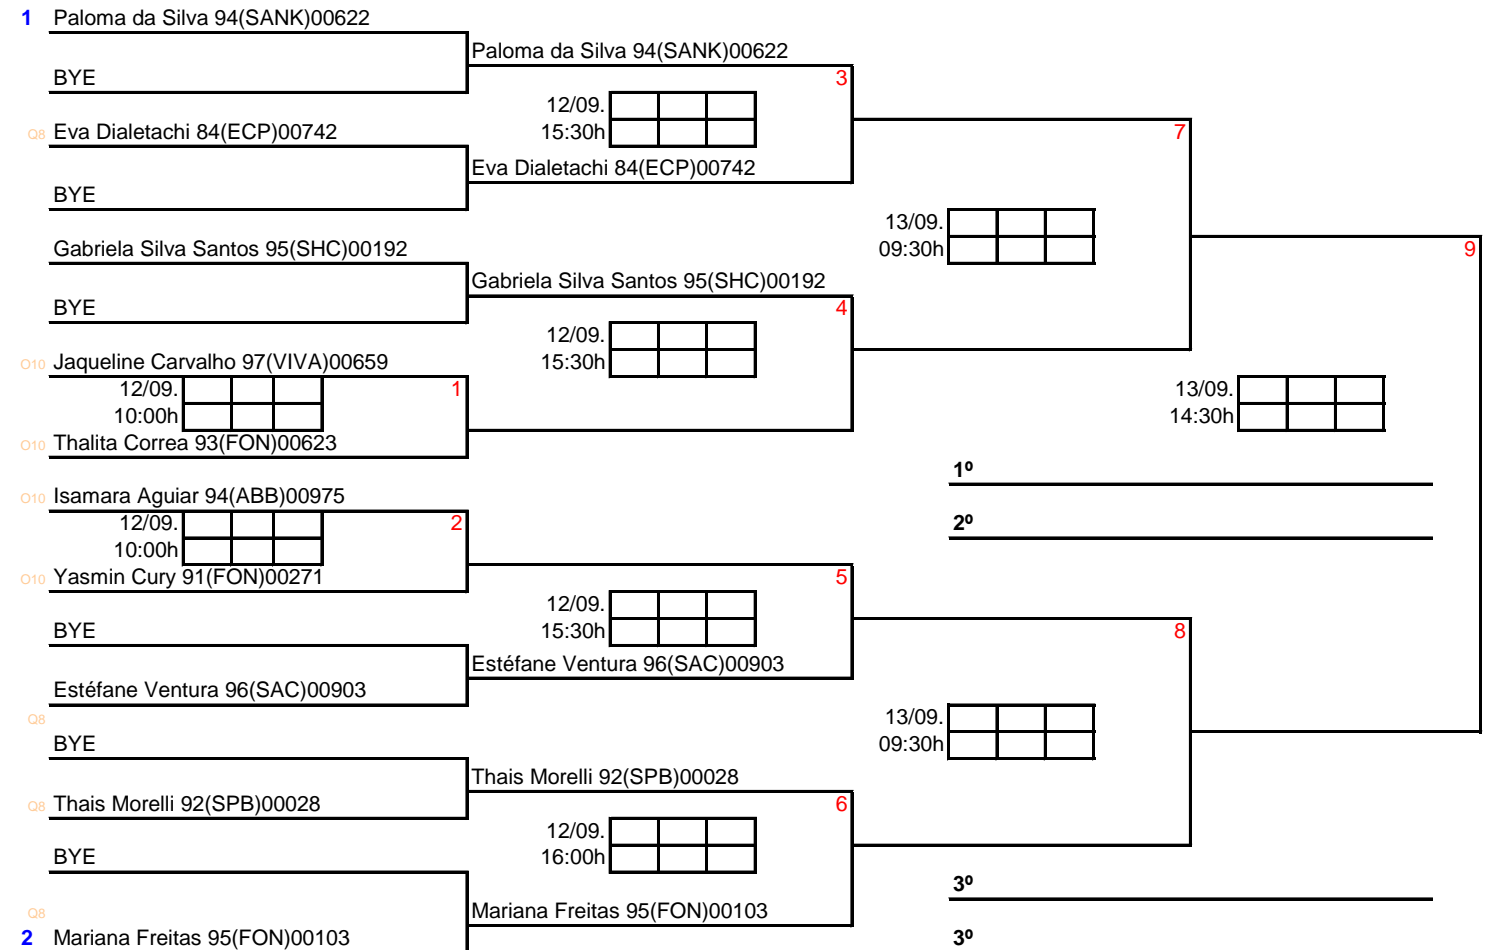 1 Paloma da Silva 94(SANK)00622
Paloma da Silva 94(SANK)00622
BYE
3
12/09.
15:30h
Q8 Eva Dialetachi 84(ECP)00742
7
Eva Dialetachi 84(ECP)00742
BYE
13/09.
09:30h
Gabriela Silva Santos 95(SHC)00192
9
Gabriela Silva Santos 95(SHC)00192
BYE
4
12/09.
15:30h
O10 Jaqueline Carvalho 97(VIVA)00659
12/09.
10:00h
1
13/09.
14:30h
O10 Thalita Correa 93(FON)00623
1º
O10 Isamara Aguiar 94(ABB)00975
12/09.
10:00h
2
2º
O10 Yasmin Cury 91(FON)00271
5
12/09.
15:30h
BYE
8
Estéfane Ventura 96(SAC)00903
Estéfane Ventura 96(SAC)00903
Q8
13/09.
09:30h
BYE
Thais Morelli 92(SPB)00028
Q8 Thais Morelli 92(SPB)00028
6
12/09.
16:00h
BYE
3º
Q8
Mariana Freitas 95(FON)00103
2 Mariana Freitas 95(FON)00103
3º